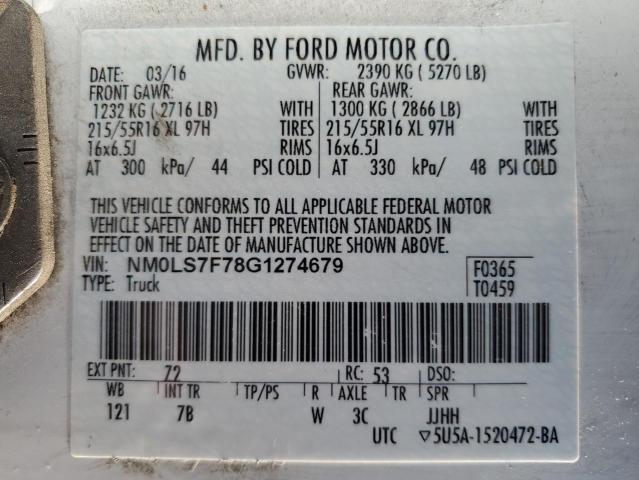 MFD. BY FORD MOTOR CO.
DATE: 03/16 GVWR: 2390 KG ( 5270 LB)
FRONT GAWR: REAR GAWR:
1232 KG ( 2716 LB) WITH 1300 KG ( 2866 LB) WITH
215/55R16 XL 97H TIRES 215/55R16 XL 97H TIRES
16x6.5J RIMS 16x6.5J RIMS
AT 300 kPa/ 44 PSI COLD AT 330 kPa/ 48 PSI COLD
THIS VEHICLE CONFORMS TO ALL APPLICABLE FEDERAL MOTOR
VEHICLE SAFETY AND THEFT PREVENTION STANDARDS IN
EFFECT ON THE DATE OF MANUFACTURE SHOWN ABOVE.
VIN: NM0LS7F78G1274679 F0365
TYPE: Truck T0459
EXT PNT: 72 RC: 53 DSO:
WB INT TR TP/PS R AXLE TR SPR
121 7B W 3C JJHH
UTC ▽5U5A-1520472-BA